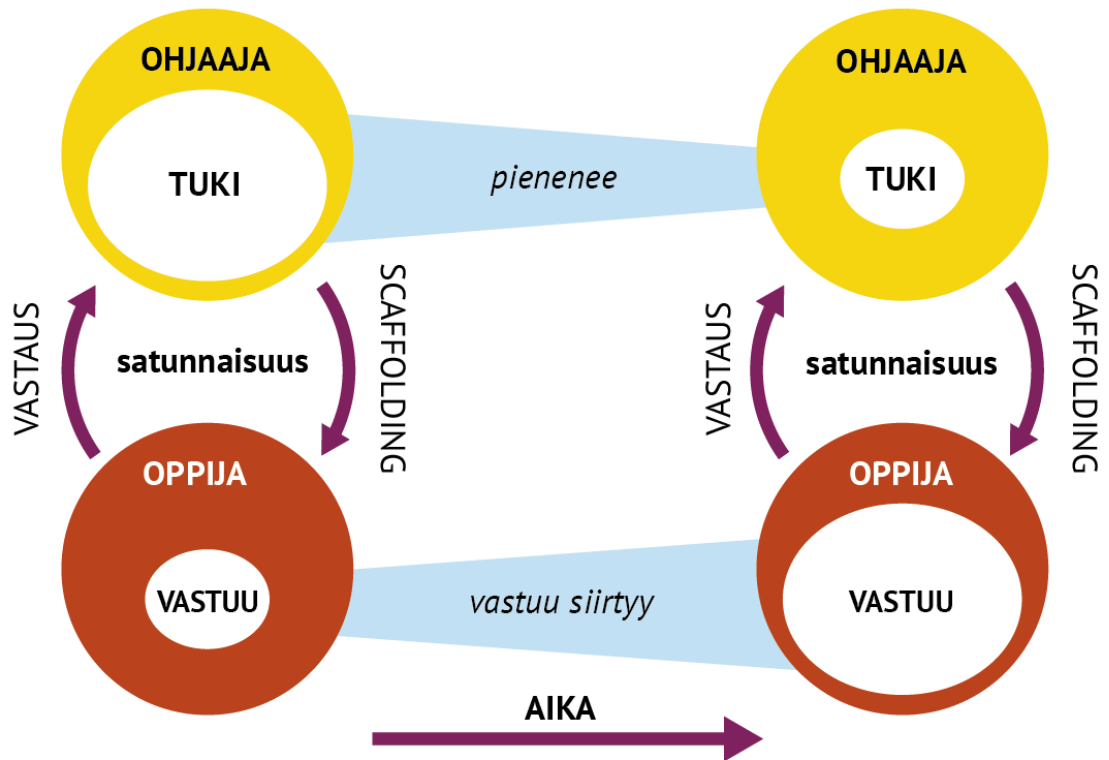 OHJAAJA
TUKI
pienenee
OHJAAJA
TUKI
VASTAUS
satunnaisuus
SCAFFOLDING
VASTAUS
satunnaisuus
SCAFFOLDING
OPPIJA
VASTUU
vastuu siirtyy
OPPIJA
VASTUU
AIKA